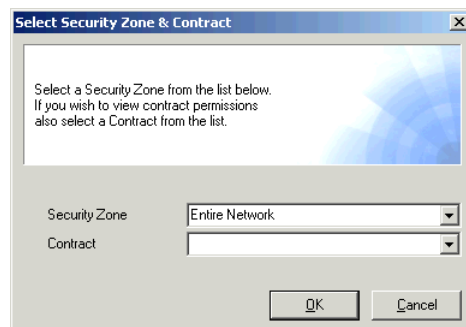 Select Security Zone & Contract
Select a Security Zone from the list below.
If you wish to view contract permissions
also select a Contract from the list.
Security Zone
Entire Network
Contract
OK
Cancel